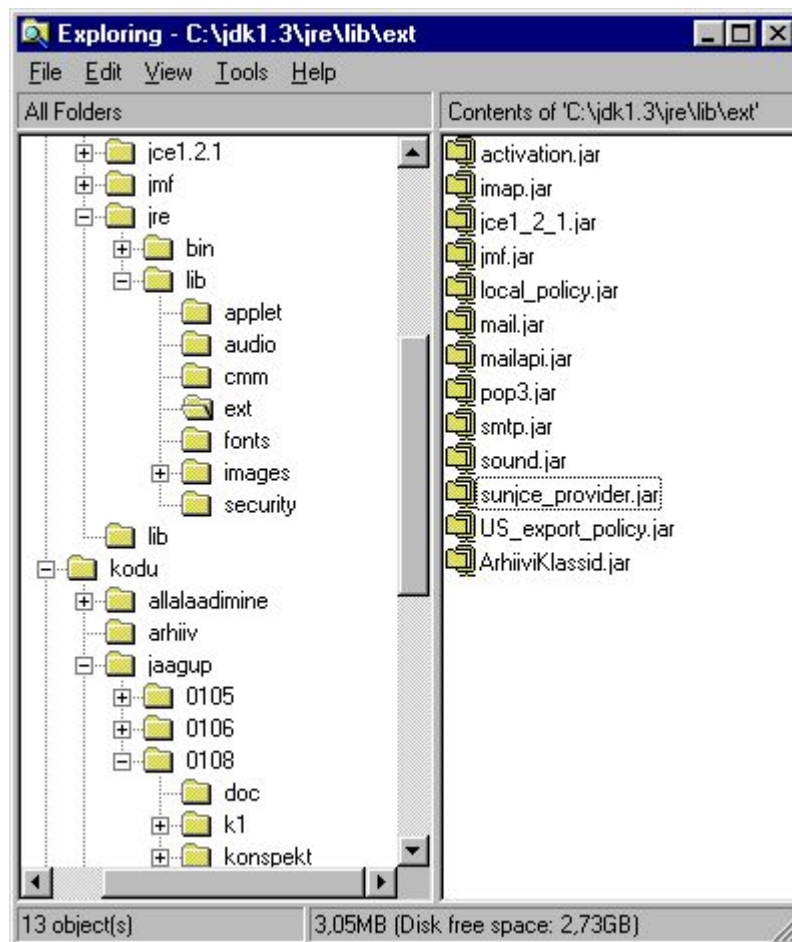 Exploring - C:\jdk1.3\jre\lib\ext
File Edit View Tools Help
All Folders
Contents of 'C:\jdk1.3\jre\lib\ext'
jce1.2.1
jmf
jre
bin
lib
applet
audio
cmm
ext
fonts
images
security
lib
kodu
allalaadimine
arhiiv
jaagup
0105
0106
0108
doc
k1
konspekt
activation.jar
imap.jar
jce1_2_1.jar
jmf.jar
local_policy.jar
mail.jar
mailapi.jar
pop3.jar
smtp.jar
sound.jar
sunjce_provider.jar
US_export_policy.jar
ArhiiviKlassid.jar
13 object(s)
3,05MB (Disk free space: 2,73GB)